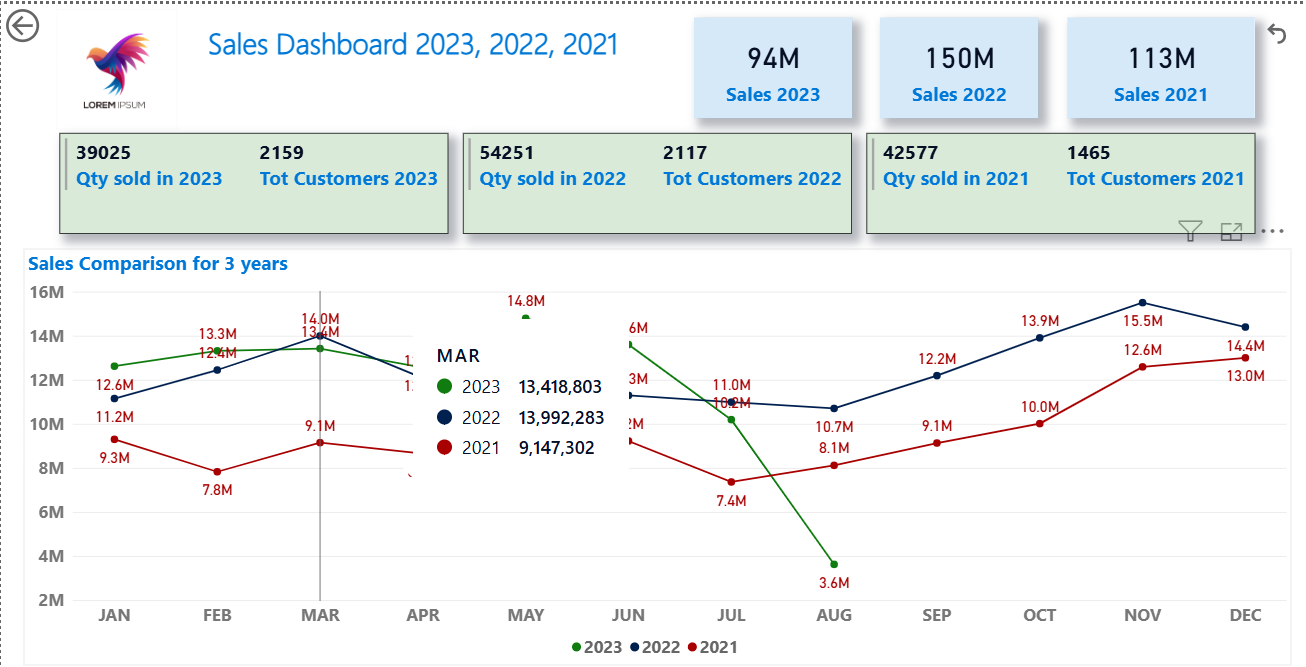 Sales Dashboard 2023, 2022, 2021
LOREM IPSUM
94M
Sales 2023
150M
Sales 2022
113M
Sales 2021
39025
Qty sold in 2023
2159
Tot Customers 2023
54251
Qty sold in 2022
2117
Tot Customers 2022
42577
Qty sold in 2021
1465
Tot Customers 2021
Sales Comparison for 3 years
16M
14M
12M
10M
8M
6M
4M
2M
12.6M
11.2M
9.3M
13.3M
12.4M
7.8M
14.0M
13.4M
9.1M
14.8M
MAR
2023 13,418,803
2022 13,992,283
2021 9,147,302
11.0M
10.2M
7.4M
10.7M
8.1M
3.6M
12.2M
9.1M
13.9M
10.0M
15.5M
12.6M
14.4M
13.0M
JAN FEB MAR APR MAY JUN JUL AUG SEP OCT NOV DEC
2023 2022 2021